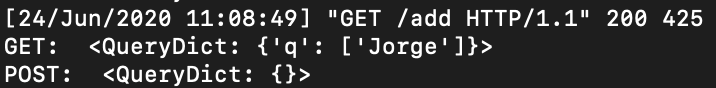 [24/Jun/2020 11:08:49] "GET /add HTTP/1.1" 200 425
GET:  <QueryDict: {'q': ['Jorge']}>
POST:  <QueryDict: {}>